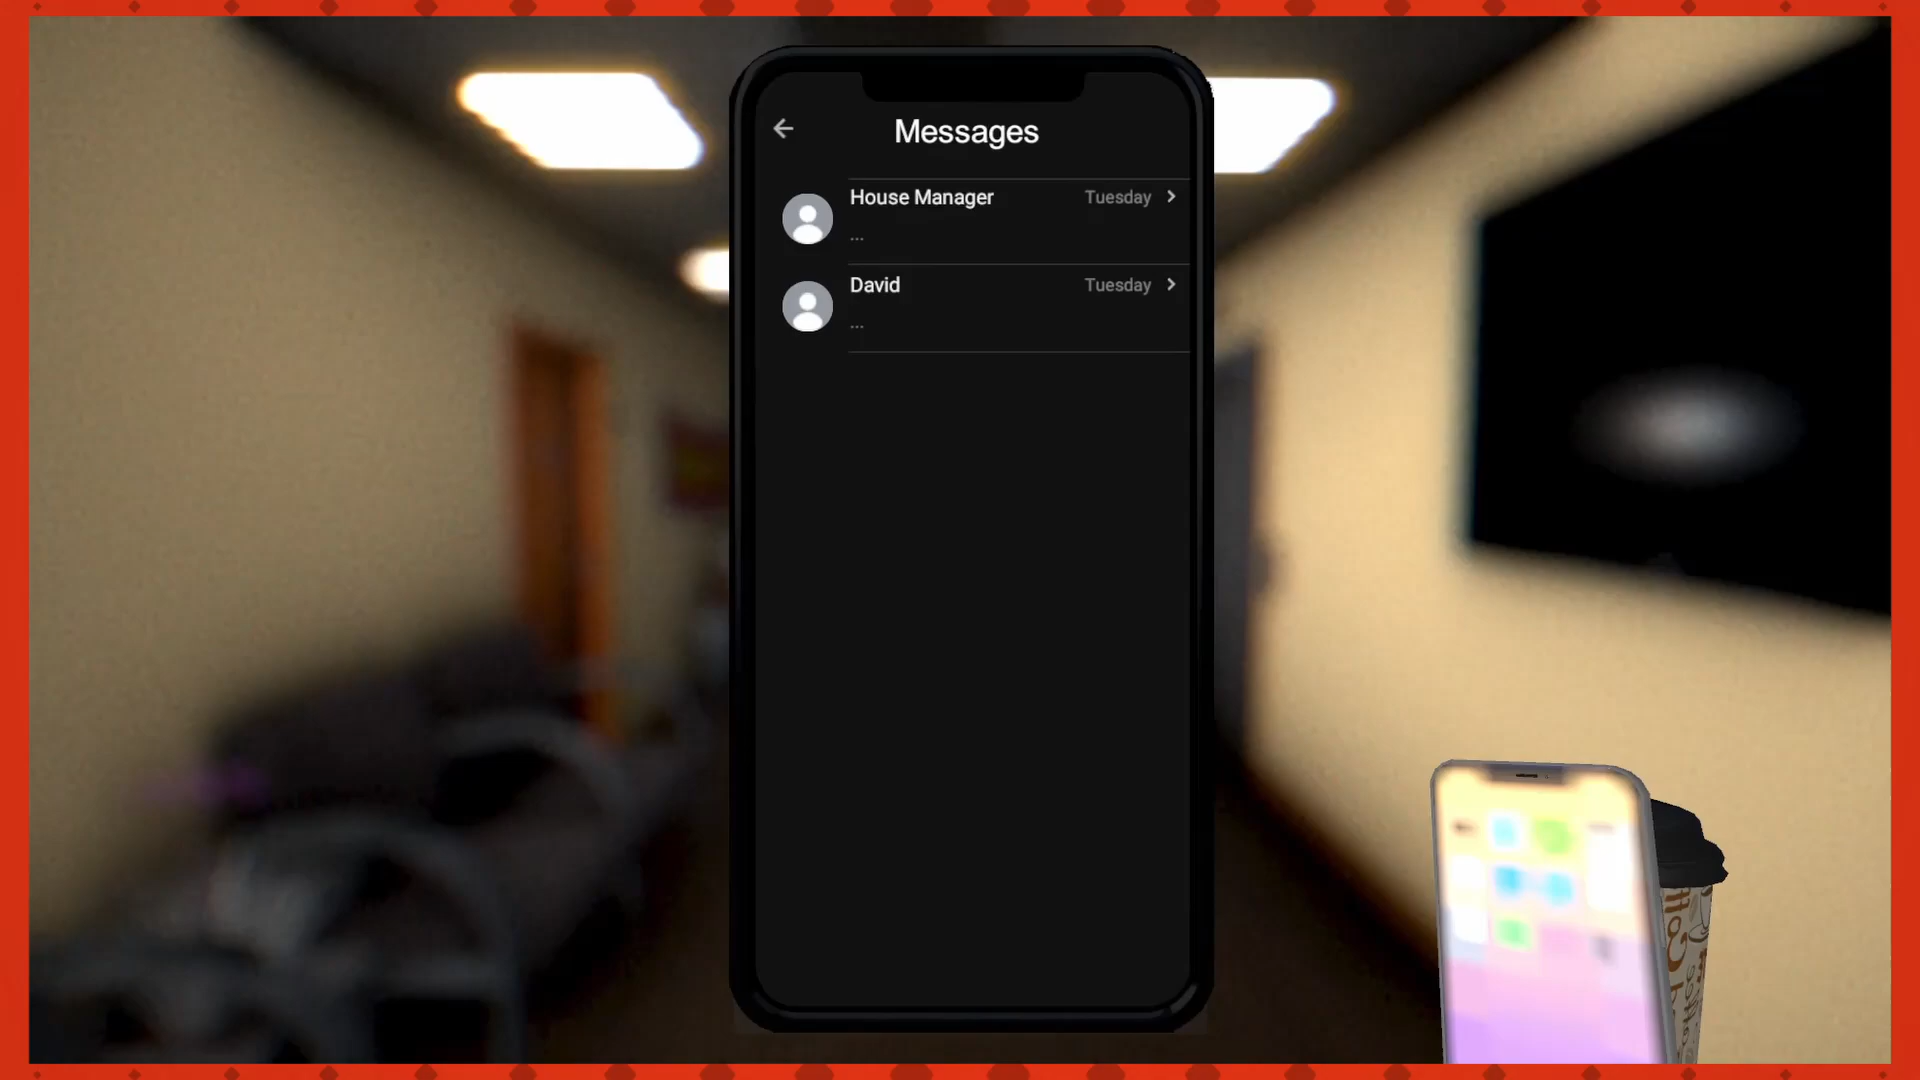 Messages
House Manager
Tuesday
...
David
Tuesday
...